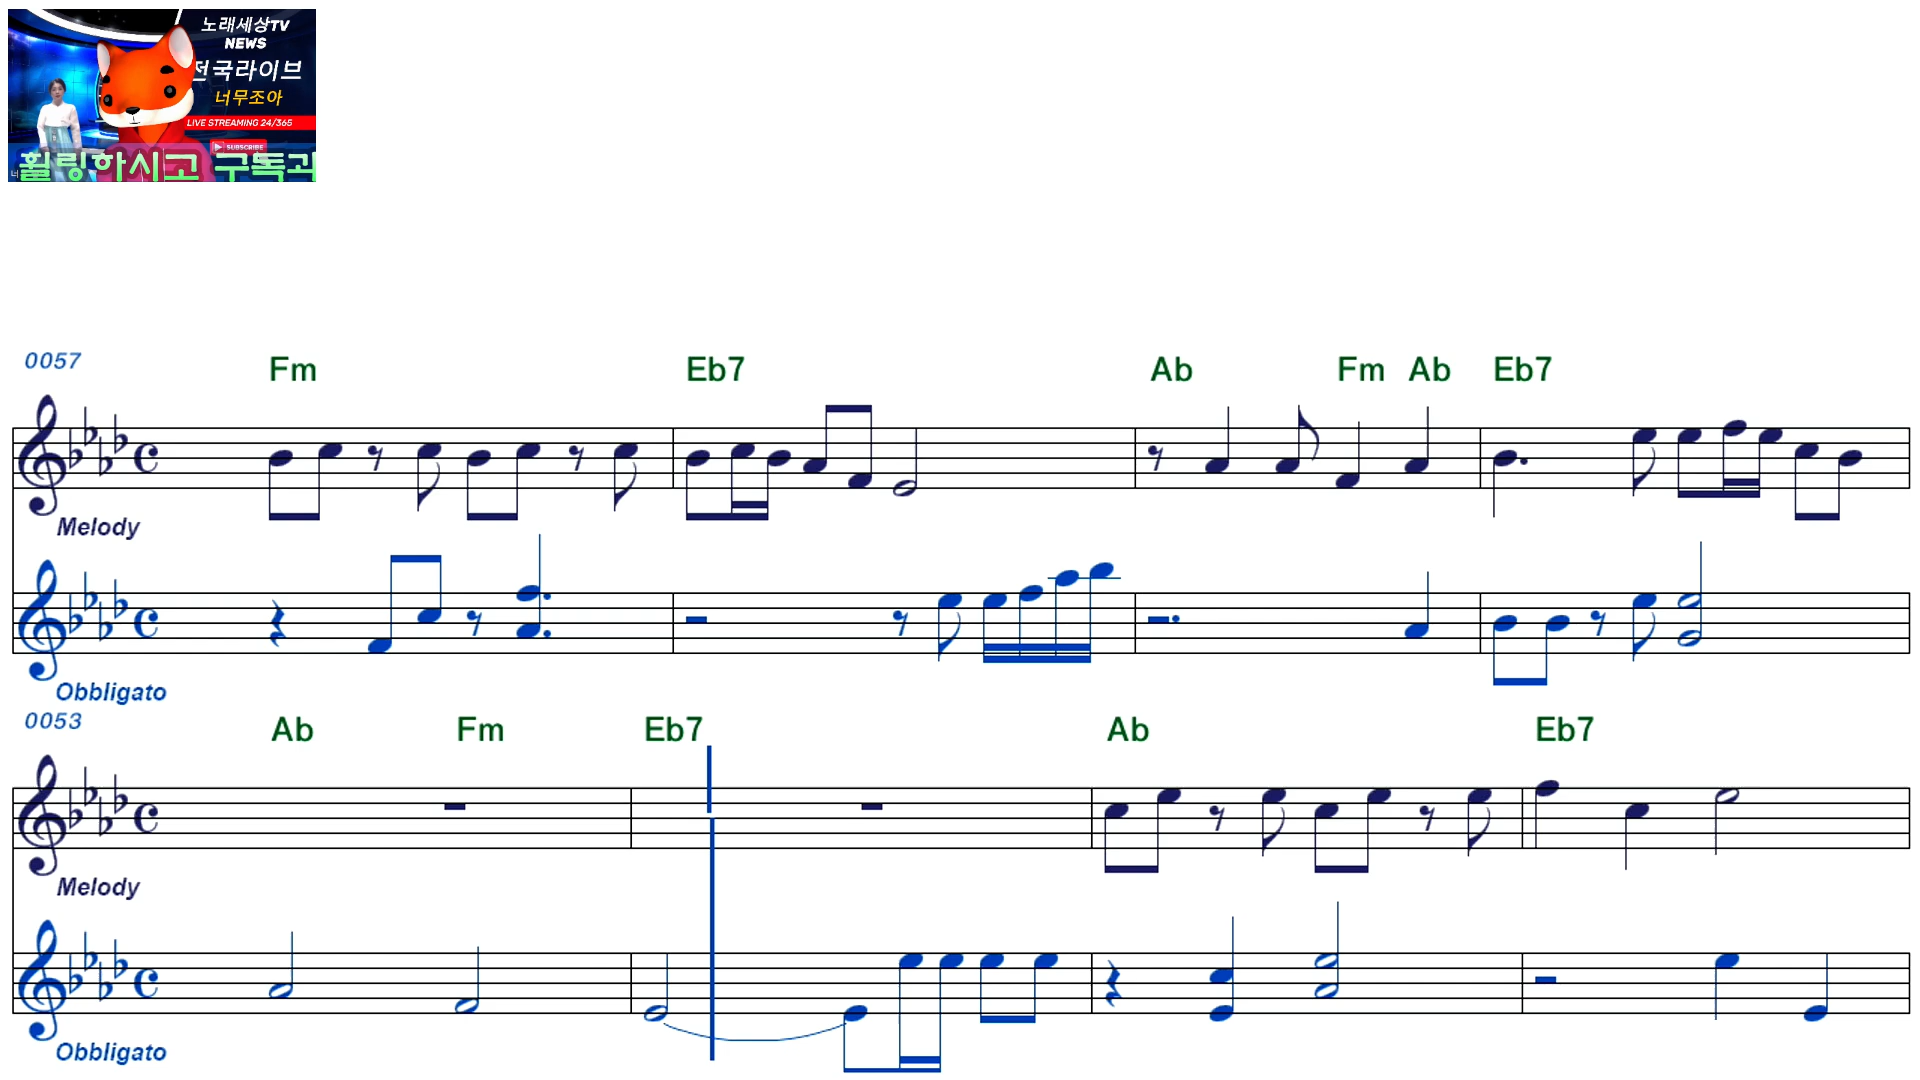 노래세상TV
NEWS
전국라이브
너무조아
LIVE STREAMING 24/365
SUBSCRIBE
힐링하시고 구독과
0057
Fm Eb7 Ab Fm Ab Eb7
Melody
Obbligato
0053
Ab Fm Eb7 Ab Eb7
Melody
Obbligato